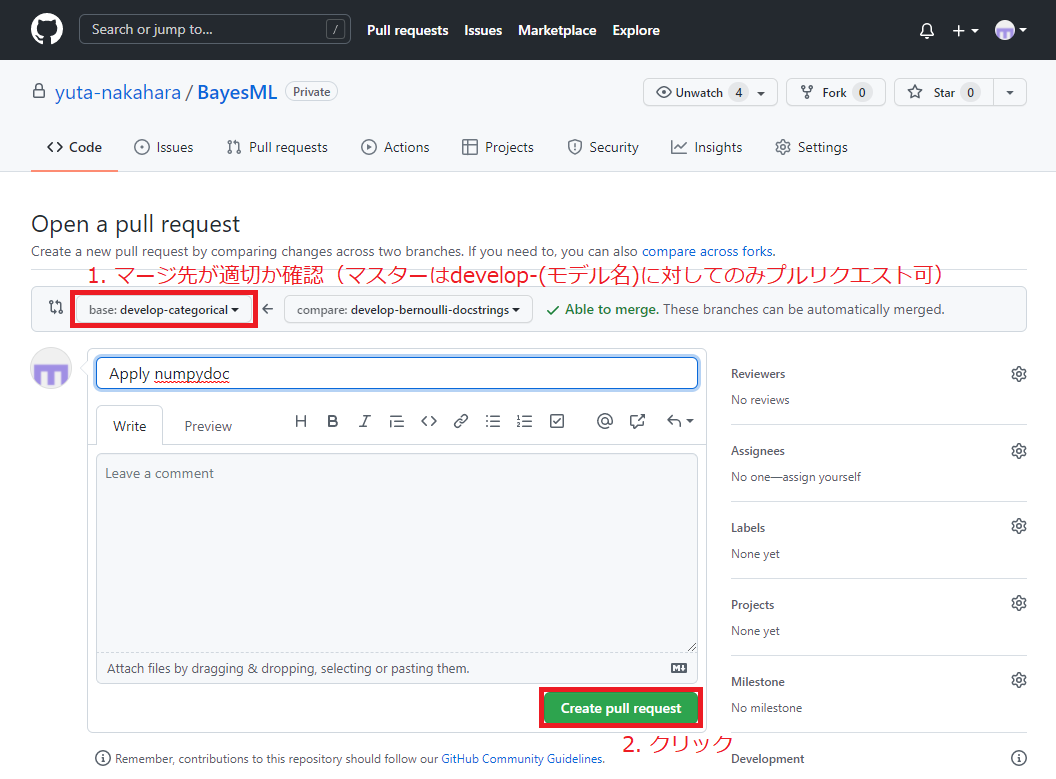 Search or jump to... /
Pull requests Issues Marketplace Explore
yuta-nakahara / BayesML Private
Unwatch 4 Fork 0 Star 0
Code Issues Pull requests Actions Projects Security Insights Settings
Open a pull request
Create a new pull request by comparing changes across two branches. If you need to, you can also compare across forks.
1. マージ先が適切か確認（マスターはdevelop-(モデル名)に対してのみプルリクエスト可）
base: develop-categorical compare: develop-bernoulli-docstrings Able to merge. These branches can be automatically merged.
Apply numpydoc
Write Preview
Leave a comment
Attach files by dragging & dropping, selecting or pasting them.
Create pull request
2. クリック
Remember, contributions to this repository should follow our GitHub Community Guidelines.
Reviewers
No reviews
Assignees
No one—assign yourself
Labels
None yet
Projects
None yet
Milestone
No milestone
Development